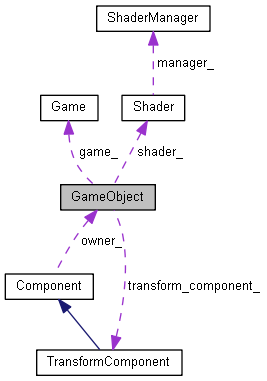 ShaderManager
manager_
Game
Shader
game_
shader_
GameObject
owner_
Component
transform_component_
TransformComponent